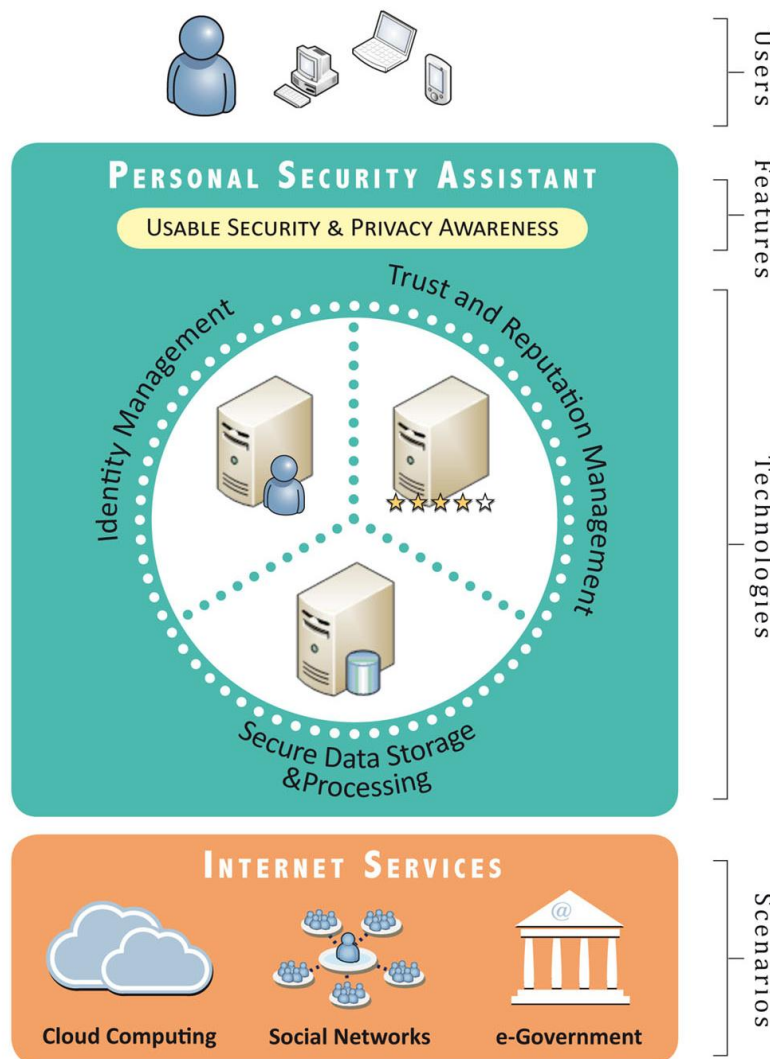 Users
PERSONAL SECURITY ASSISTANT
Features
USABLE SECURITY & PRIVACY AWARENESS
Identity Management
Trust and Reputation Management
Technologies
Secure Data Storage
&Processing
INTERNET SERVICES
@
Scenarios
Cloud Computing
Social Networks
e-Government